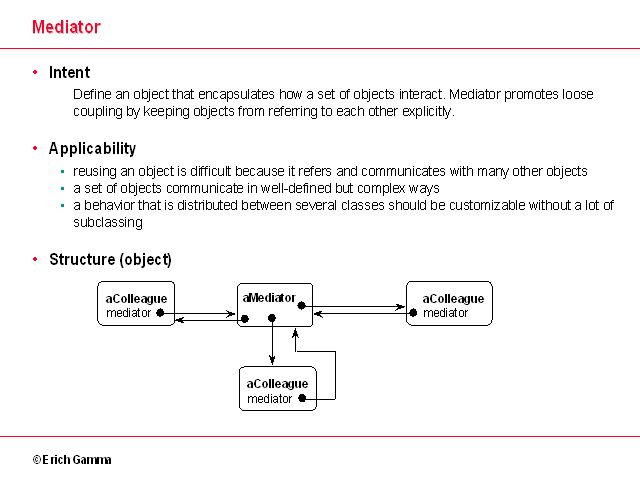 Mediator
• Intent
Define an object that encapsulates how a set of objects interact. Mediator promotes loose
coupling by keeping objects from referring to each other explicitly.
• Applicability
• reusing an object is difficult because it refers and communicates with many other objects
• a set of objects communicate in well-defined but complex ways
• a behavior that is distributed between several classes should be customizable without a lot of
subclassing
• Structure (object)
aColleague
mediator
aMediator
aColleague
mediator
aColleague
mediator
© Erich Gamma